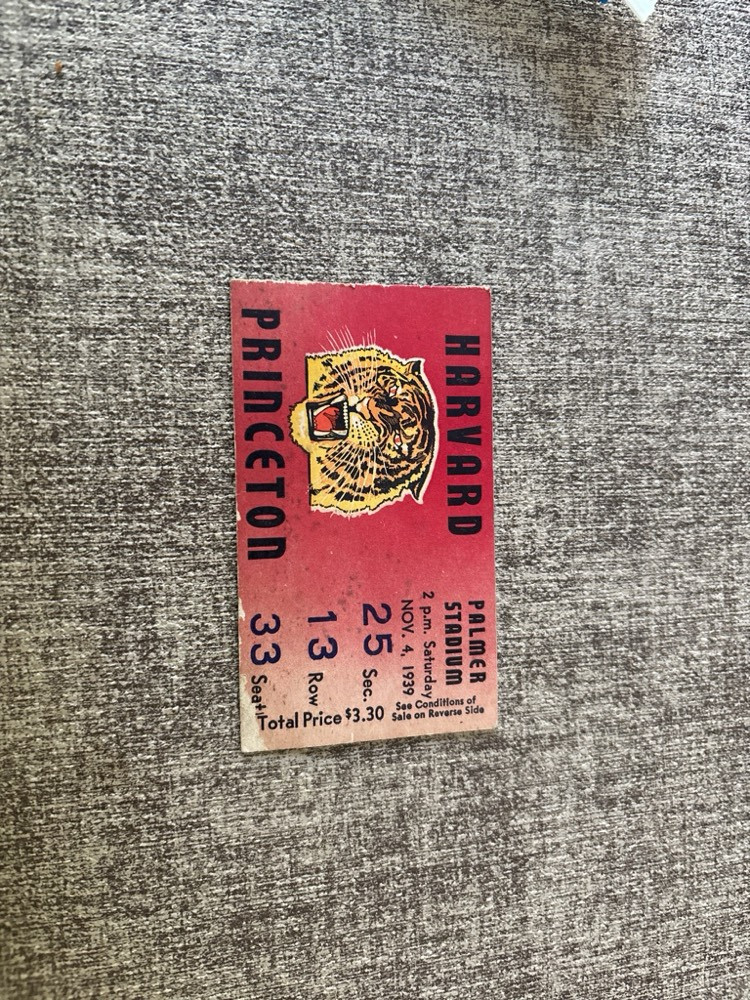 HARVARD
PRINCETON
PALMER
STADIUM
2 p.m. Saturday
NOV. 4, 1939
25 Sec.
13 Row
33 Seat
See Conditions of
Sale on Reverse Side
Total Price $3.30